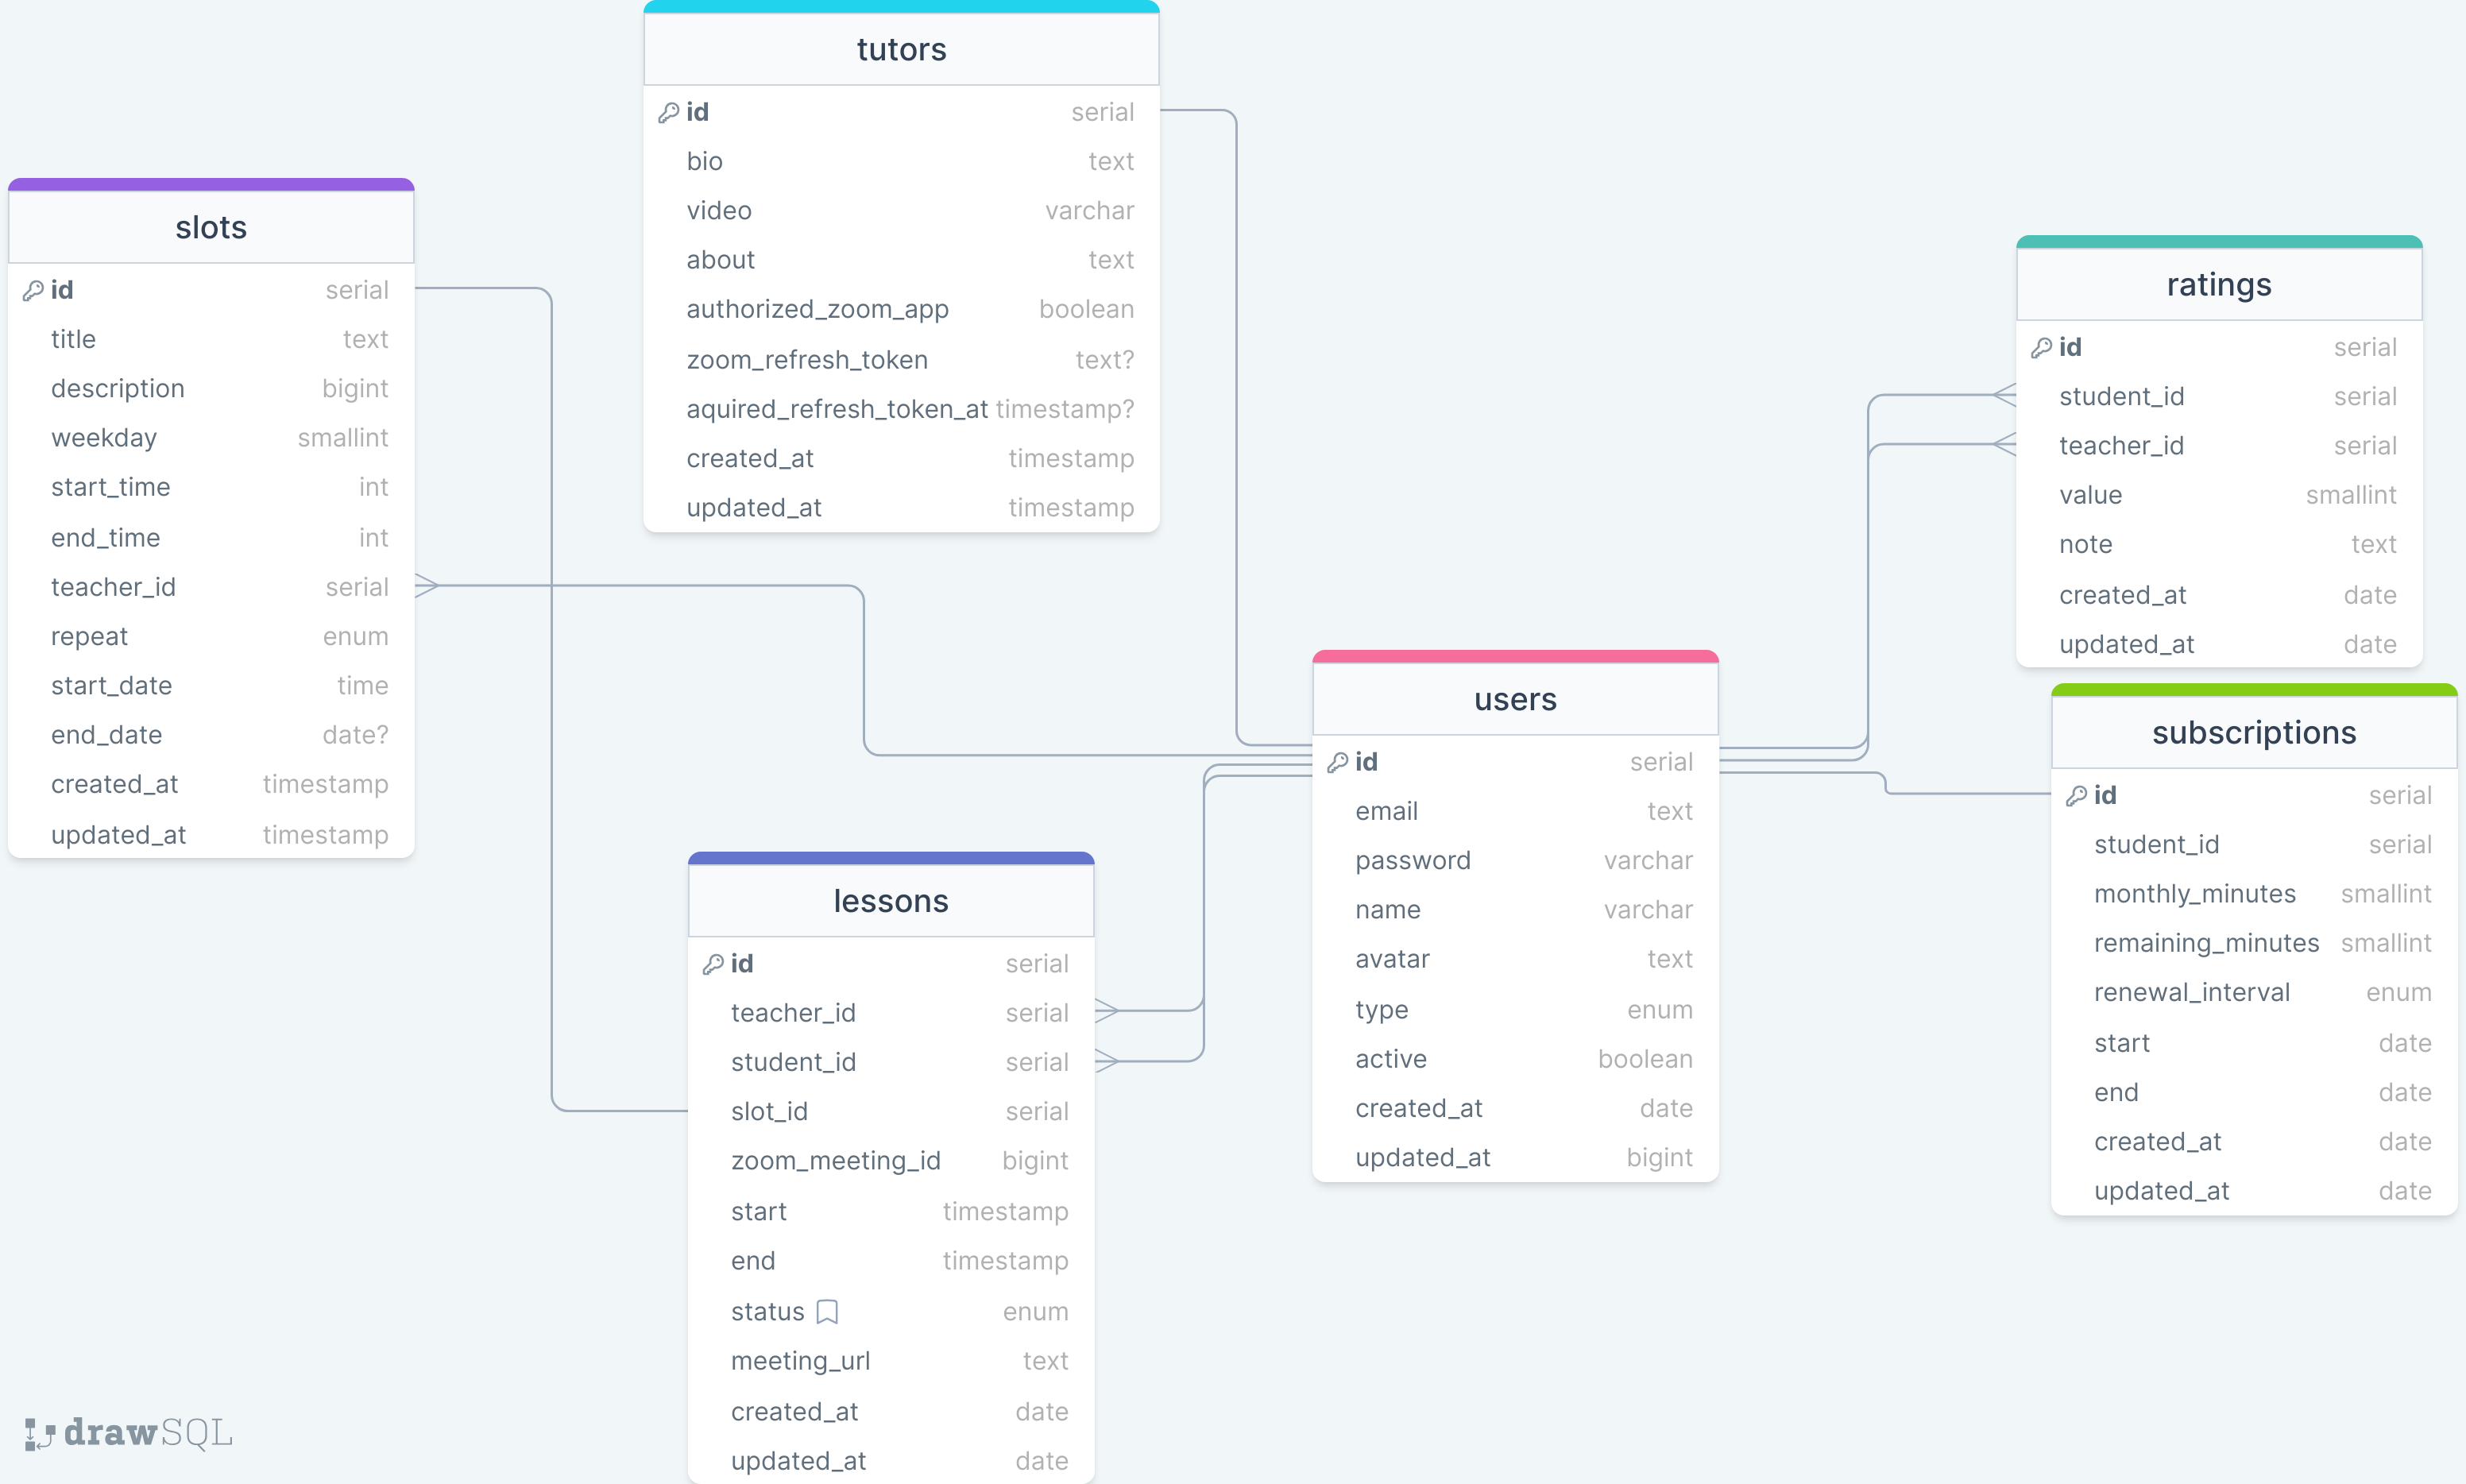 tutors
id serial
bio text
video varchar
about text
authorized_zoom_app boolean
zoom_refresh_token text?
aquired_refresh_token_at timestamp?
created_at timestamp
updated_at timestamp
slots
id serial
title text
description bigint
weekday smallint
start_time int
end_time int
teacher_id serial
repeat enum
start_date time
end_date date?
created_at timestamp
updated_at timestamp
ratings
id serial
student_id serial
teacher_id serial
value smallint
note text
created_at date
updated_at date
users
id serial
email text
password varchar
name varchar
avatar text
type enum
active boolean
created_at date
updated_at bigint
subscriptions
id serial
student_id serial
monthly_minutes smallint
remaining_minutes smallint
renewal_interval enum
start date
end date
created_at date
updated_at date
lessons
id serial
teacher_id serial
student_id serial
slot_id serial
zoom_meeting_id bigint
start timestamp
end timestamp
status enum
meeting_url text
created_at date
updated_at date
drawSQL